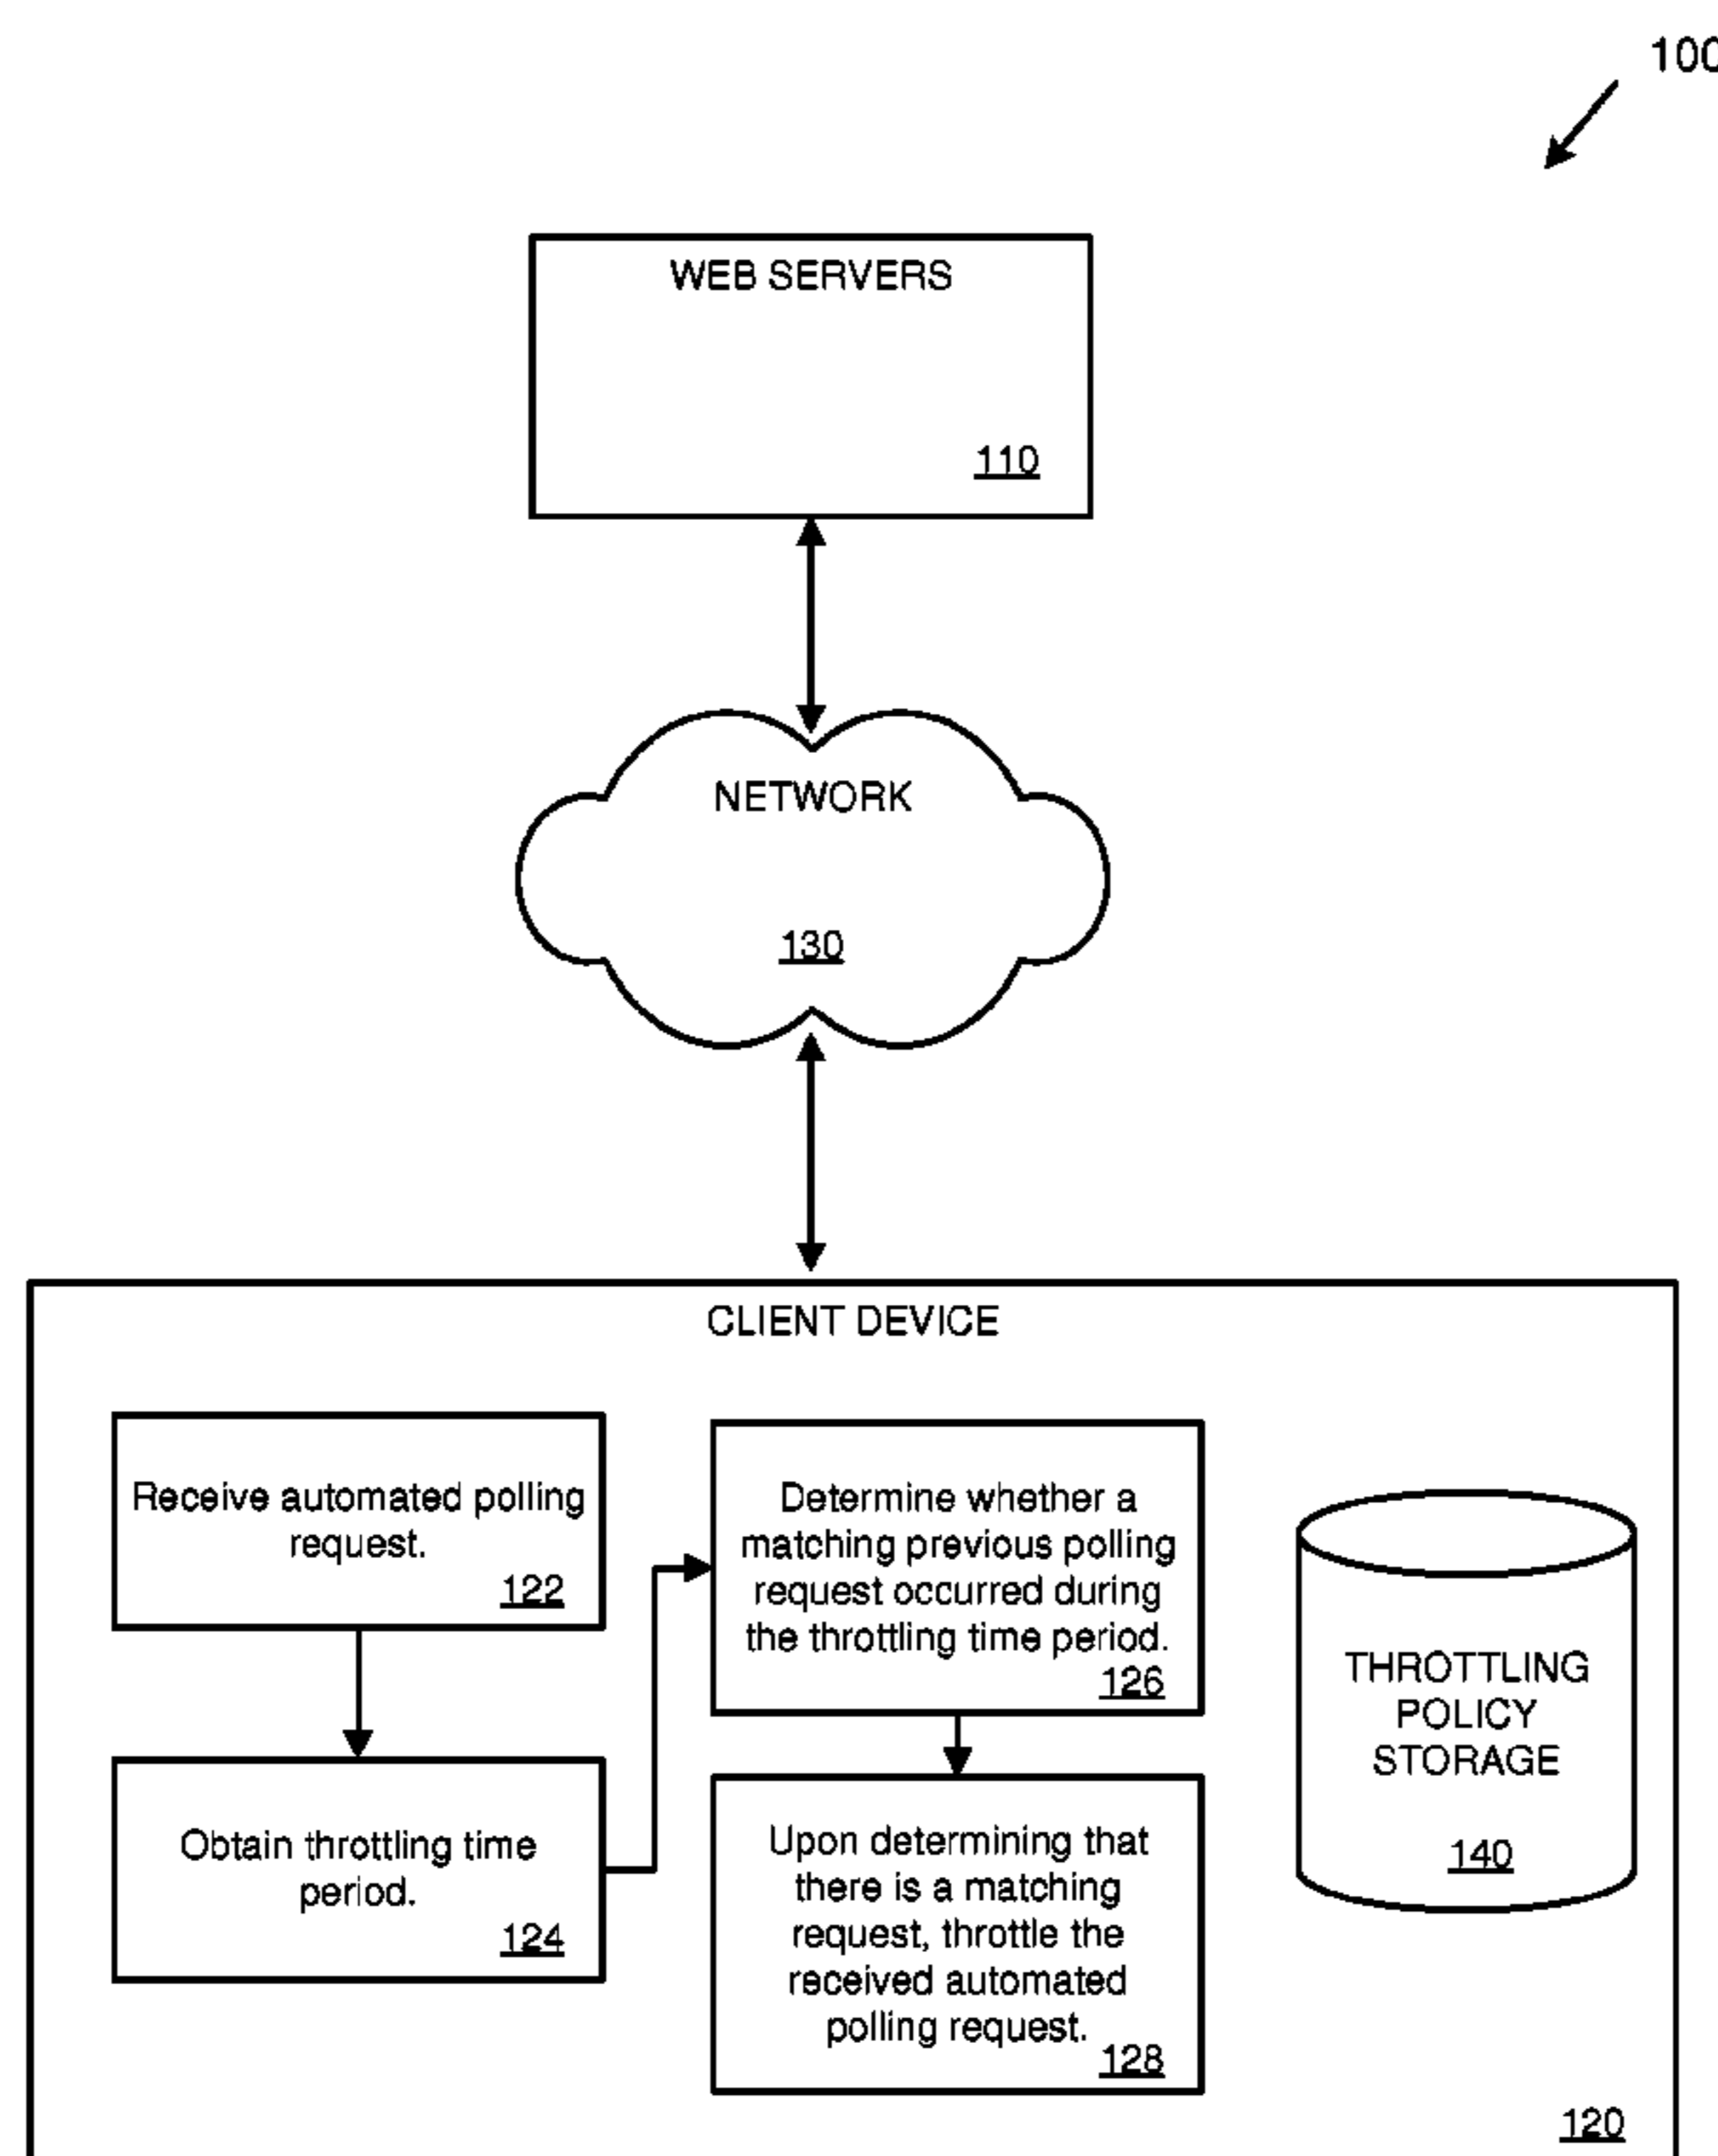 100
WEB SERVERS
110
NETWORK
130
CLIENT DEVICE
Receive automated polling
request.
122
Obtain throttling time
period.
124
Determine whether a
matching previous polling
request occurred during
the throttling time period.
126
Upon determining that
there is a matching
request, throttle the
received automated
polling request.
128
THROTTLING
POLICY
STORAGE
140
120